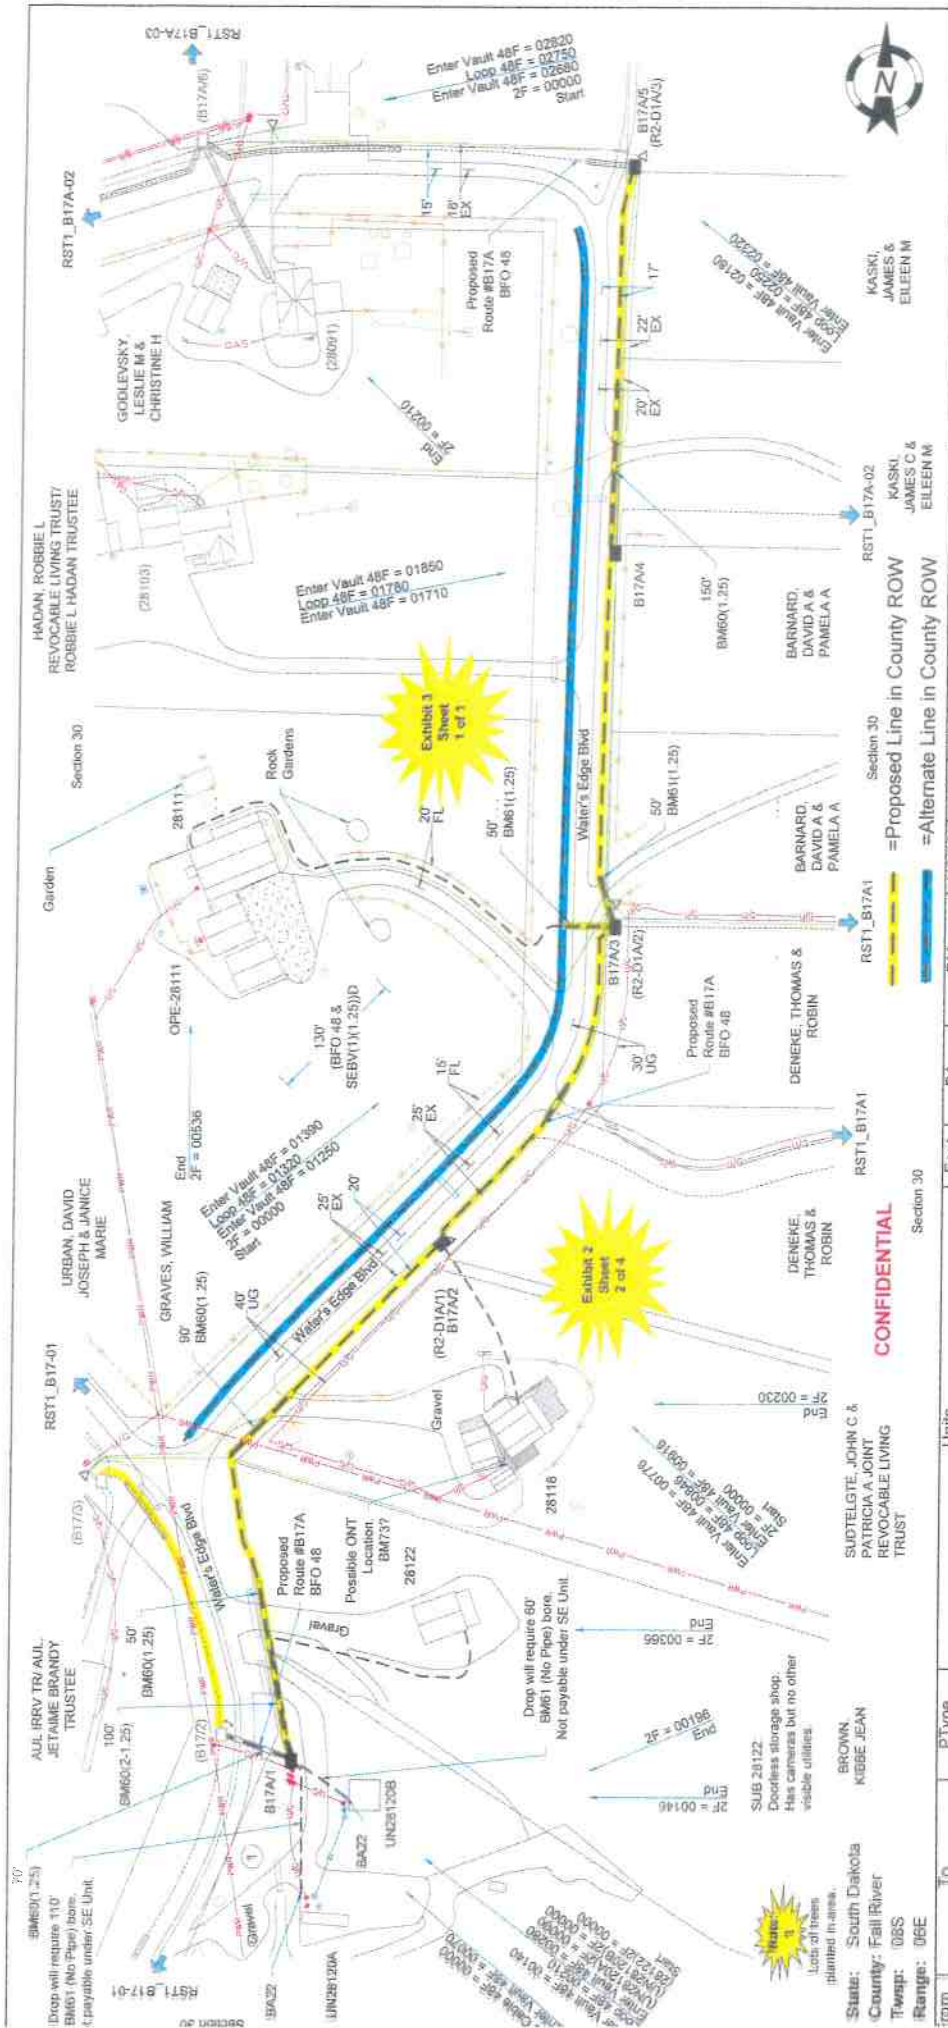 RST1_B17A-03
(B17A/6)
RST1_B17A-02
Enter Vault 48F = 02820
Loop 48F = 02750
Enter Vault 48F = 02680
2F = 00000
Start
N
B17A/5
(R2-D1A/3)
15'
18'
EX
Proposed
Route #B17A
BFO 48
GODLEVSKY,
LESLIE M &
CHRISTINE H
GAS
(28091)
End
2F = 00210
17'
22'
EX
20'
EX
Enter Vault 48F = 02180
Loop 48F = 02250
Enter Vault 48F = 02320
KASKI,
JAMES &
EILEEN M
HADAN, ROBBIE L
REVOCABLE LIVING TRUST/
ROBBIE L HADAN TRUSTEE
(28103)
Enter Vault 48F = 01850
Loop 48F = 01780
Enter Vault 48F = 01710
B17A/4
150'
BM60(1.25)
RST1_B17A-02
KASKI,
JAMES C &
EILEEN M
BARNARD,
DAVID A &
PAMELA A
Section 30
Exhibit 3
Sheet
1 of 1
Water's Edge Blvd
Section 30
=Proposed Line in County ROW
=Alternate Line in County ROW
Garden
28111
Rock
Gardens
20'
FL
50'
BM61(1.25)
50'
BM61(1.25)
BARNARD,
DAVID A &
PAMELA A
OPE-28111
B17A/3
(R2-D1A/2)
RST1_B17A1
130'
(BFO 48 &
SEBV(1)(1.25))D
End
2F = 00536
15'
FL
25'
EX
30'
UG
Proposed
Route #B17A
BFO 48
DENEKE, THOMAS &
ROBIN
RST1_B17A1
URBAN, DAVID
JOSEPH & JANICE
MARIE
GRAVES, WILLIAM
Enter Vault 48F = 01390
Loop 48F = 01320
Enter Vault 48F = 01250
2F = 00000
Start
20'
25'
EX
Water's Edge Blvd
(R2-D1A/1)
B17A/2
Exhibit 2
Sheet
2 of 4
DENEKE,
THOMAS &
ROBIN
CONFIDENTIAL
Section 30
RST1_B17-01
90'
BM60(1.25)
40'
UG
Gravel
28118
End
2F = 00230
Enter Vault 48F = 00776
Loop 48F = 00846
Enter Vault 48F = 00916
2F = 00000
Start
SUDTELGTE, JOHN C &
PATRICIA A JOINT
REVOCABLE LIVING
TRUST
(B17/3)
Water's Edge Blvd
Proposed
Route #B17A
BFO 48
Possible ONT
Location
BM73?
28122
Gravel
Drop will require 60'
BM61 (No Pipe) bore.
Not payable under SE Unit.
End
2F = 00366
AUL IRRV TR/ AUL,
JETAIME BRANDY
TRUSTEE
50'
BM60(1.25)
100'
BM60(2-1.25)
(B17/2)
B17A/1
BA22
UN28120B
2F = 00196
End
End
2F = 00146
SUB 28122
Doorless storage shop.
Has cameras but no other
visible utilities
BROWN,
KIBBE JEAN
70'
BM60(1.25)
Drop will require 110'
BM61 (No Pipe) bore.
payable under SE Unit.
RST1_B17-01
1
Gravel
BA22
UN28120A
Section 30
Note:
1
Lots of trees
planted in area.
State: South Dakota
County: Fall River
Twnsp: 08S
Range: 06E